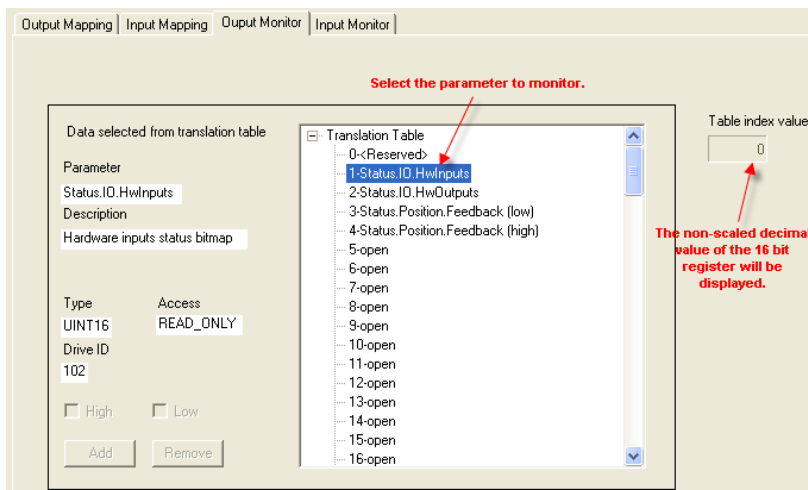 Output Mapping
Input Mapping
Ouput Monitor
Input Monitor
Select the parameter to monitor.
Data selected from translation table
Parameter
Status.IO.HwInputs
Description
Hardware inputs status bitmap
Type
Access
UINT16
READ_ONLY
Drive ID
102
High
Low
Add
Remove
Translation Table
0-<Reserved>
1-Status.IO.HwInputs
2-Status.IO.HwOutputs
3-Status.Position.Feedback (low)
4-Status.Position.Feedback (high)
5-open
6-open
7-open
8-open
9-open
10-open
11-open
12-open
13-open
14-open
15-open
16-open
Table index value
0
The non-scaled decimal
value of the 16 bit
register will be
displayed.